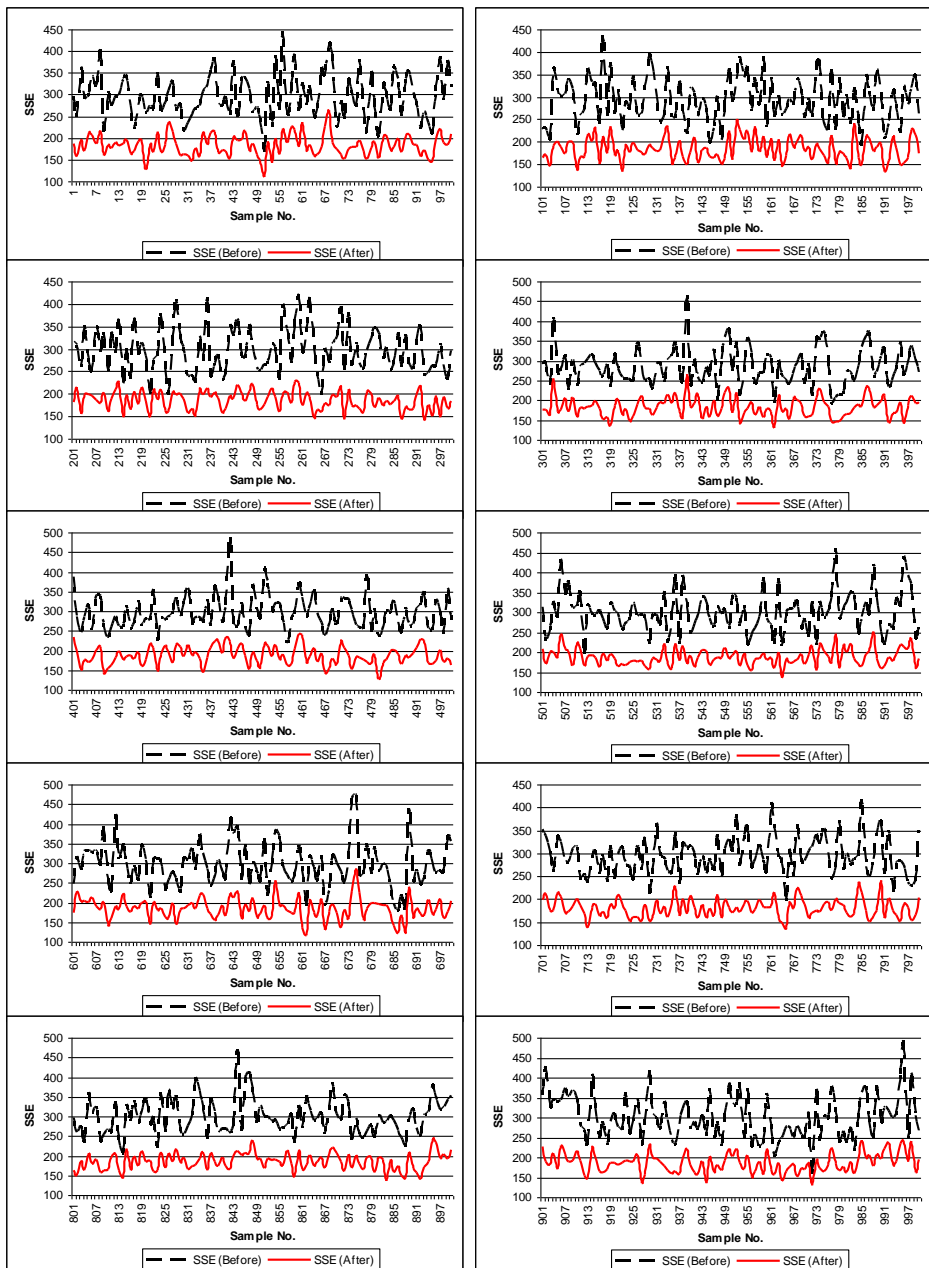 450
400
350
300
250
200
150
100
SSE
1 7 13 19 25 31 37 43 49 55 61 67 73 79 85 91 97
Sample No.
SSE (Before) SSE (After)
450
400
350
300
250
200
150
100
SSE
101 107 113 119 125 131 137 143 149 155 161 167 173 179 185 191 197
Sample No.
SSE (Before) SSE (After)
450
400
350
300
250
200
150
100
SSE
201 207 213 219 225 231 237 243 249 255 261 267 273 279 285 291 297
Sample No.
SSE (Before) SSE (After)
500
450
400
350
300
250
200
150
100
SSE
301 307 313 319 325 331 337 343 349 355 361 367 373 379 385 391 397
Sample No.
SSE (Before) SSE (After)
500
450
400
350
300
250
200
150
100
SSE
401 407 413 419 425 431 437 443 449 455 461 467 473 479 485 491 497
Sample No.
SSE (Before) SSE (After)
500
450
400
350
300
250
200
150
100
SSE
501 507 513 519 525 531 537 543 549 555 561 567 573 579 585 591 597
Sample No.
SSE (Before) SSE (After)
500
450
400
350
300
250
200
150
100
SSE
601 607 613 619 625 631 637 643 649 655 661 667 673 679 685 691 697
Sample No.
SSE (Before) SSE (After)
450
400
350
300
250
200
150
100
SSE
701 707 713 719 725 731 737 743 749 755 761 767 773 779 785 791 797
Sample No.
SSE (Before) SSE (After)
500
450
400
350
300
250
200
150
100
SSE
801 807 813 819 825 831 837 843 849 855 861 867 873 879 885 891 897
Sample No.
SSE (Before) SSE (After)
500
450
400
350
300
250
200
150
100
SSE
901 907 913 919 925 931 937 943 949 955 961 967 973 979 985 991 997
Sample No.
SSE (Before) SSE (After)